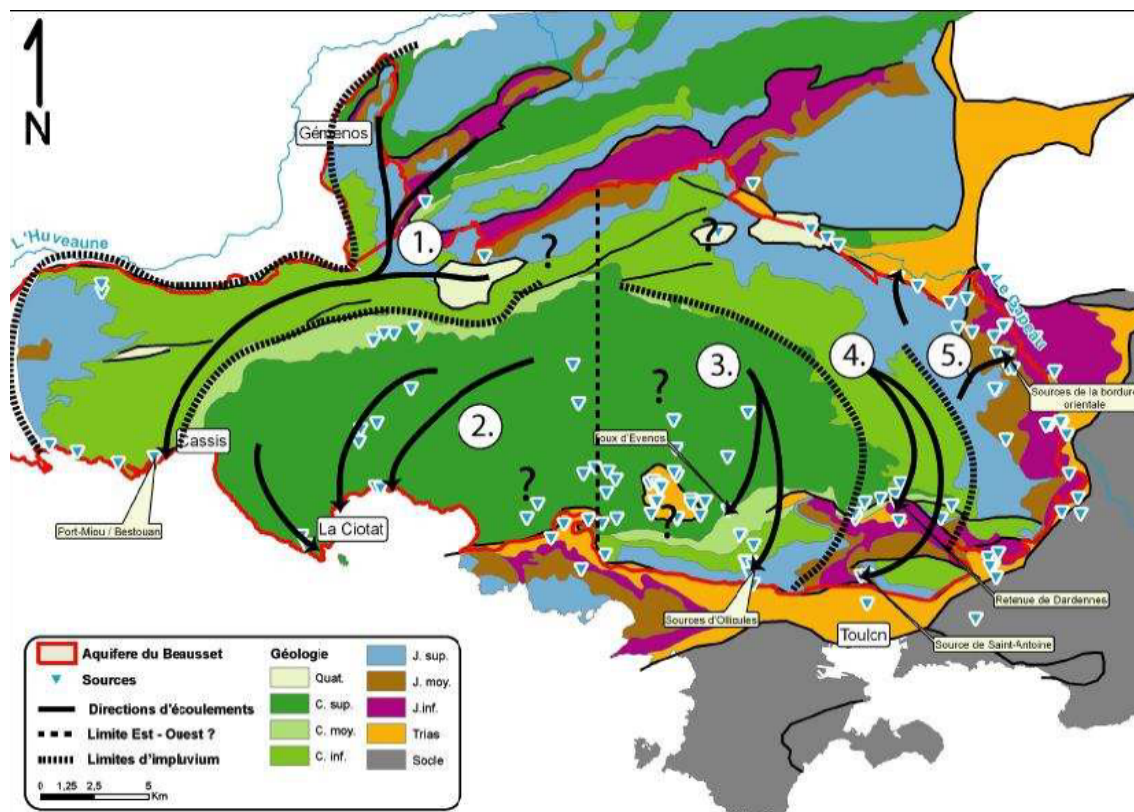 N
Gémenos
L'Huveaune
1.
?
?
Le Gapeau
4.
5.
3.
?
Sources de la bordure
orientale
2.
Cassis
Foux d'Evenos
?
?
Port-Miou / Bestouan
La Ciotat
Retenue de Dardennes
Sources d'Ollioules
Toulon
Source de Saint-Antoine
Aquifere du Beausset
Sources
Directions d'écoulements
Limite Est - Ouest ?
Limites d'impluvium
0 1,25 2,5 5
Km
Géologie
Quat.
C. sup.
C. moy.
C. inf.
J. sup.
J. moy.
J.inf.
Trias
Socle